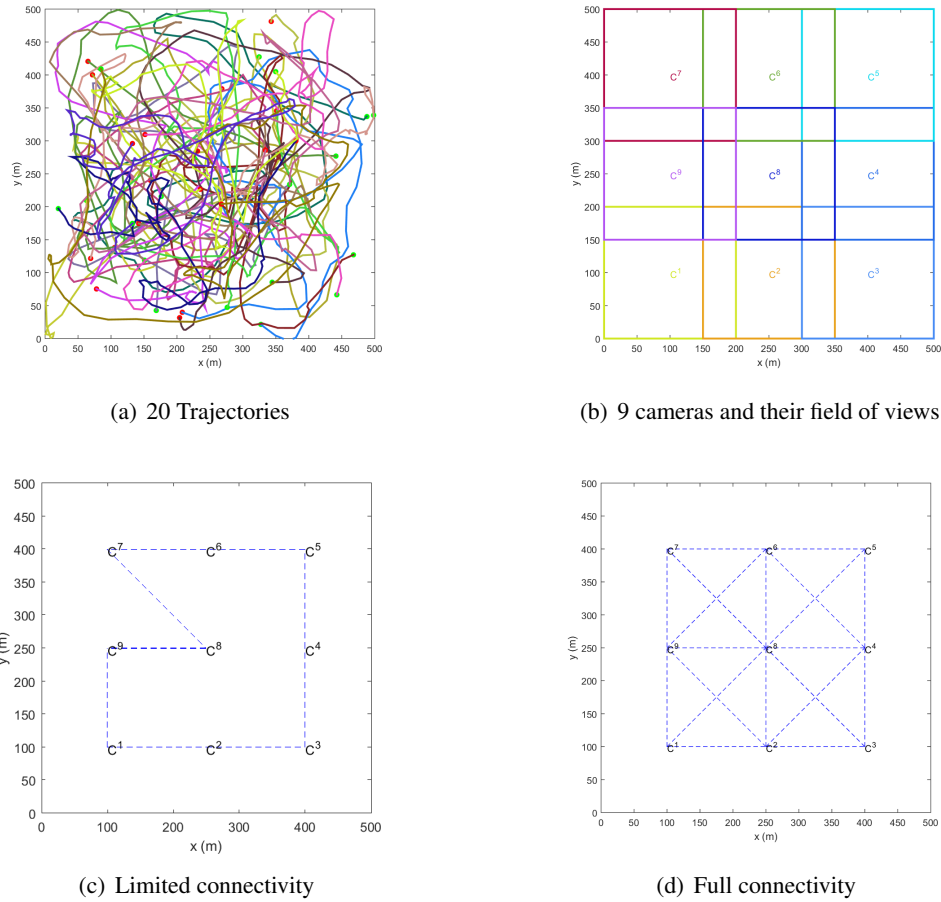 500
450
400
350
300
250
200
150
100
50
0
y (m)
0 50 100 150 200 250 300 350 400 450 500
x (m)
(a) 20 Trajectories
500
450
400
350
300
250
200
150
100
50
0
y (m)
C7 C6 C5
C9 C8 C4
C1 C2 C3
0 50 100 150 200 250 300 350 400 450 500
x (m)
(b) 9 cameras and their field of views
500
450
400
350
300
250
200
150
100
50
0
y (m)
C7 C6 C5
C9 C8 C4
C1 C2 C3
0 100 200 300 400 500
x (m)
(c) Limited connectivity
500
450
400
350
300
250
200
150
100
50
0
y (m)
C7 C6 C5
C9 C8 C4
C1 C2 C3
0 50 100 150 200 250 300 350 400 450 500
x (m)
(d) Full connectivity